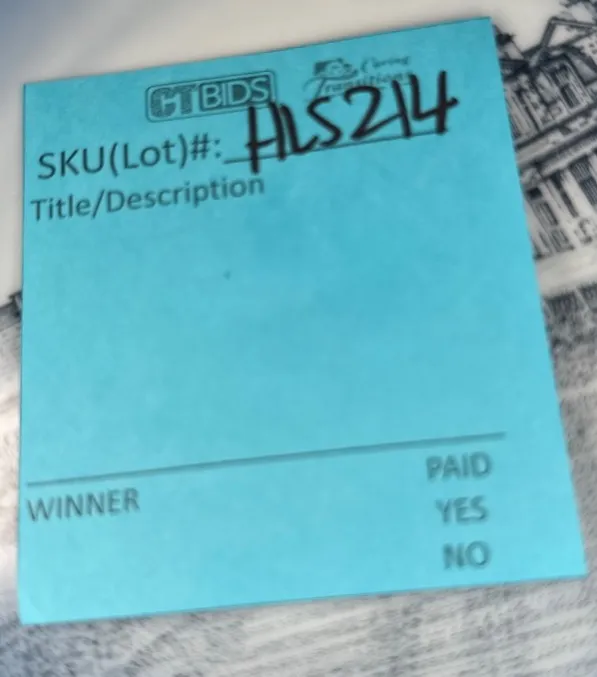 CTBIDS
Caring
Transitions
SKU(Lot)#: HLS214
Title/Description
WINNER
PAID
YES
NO